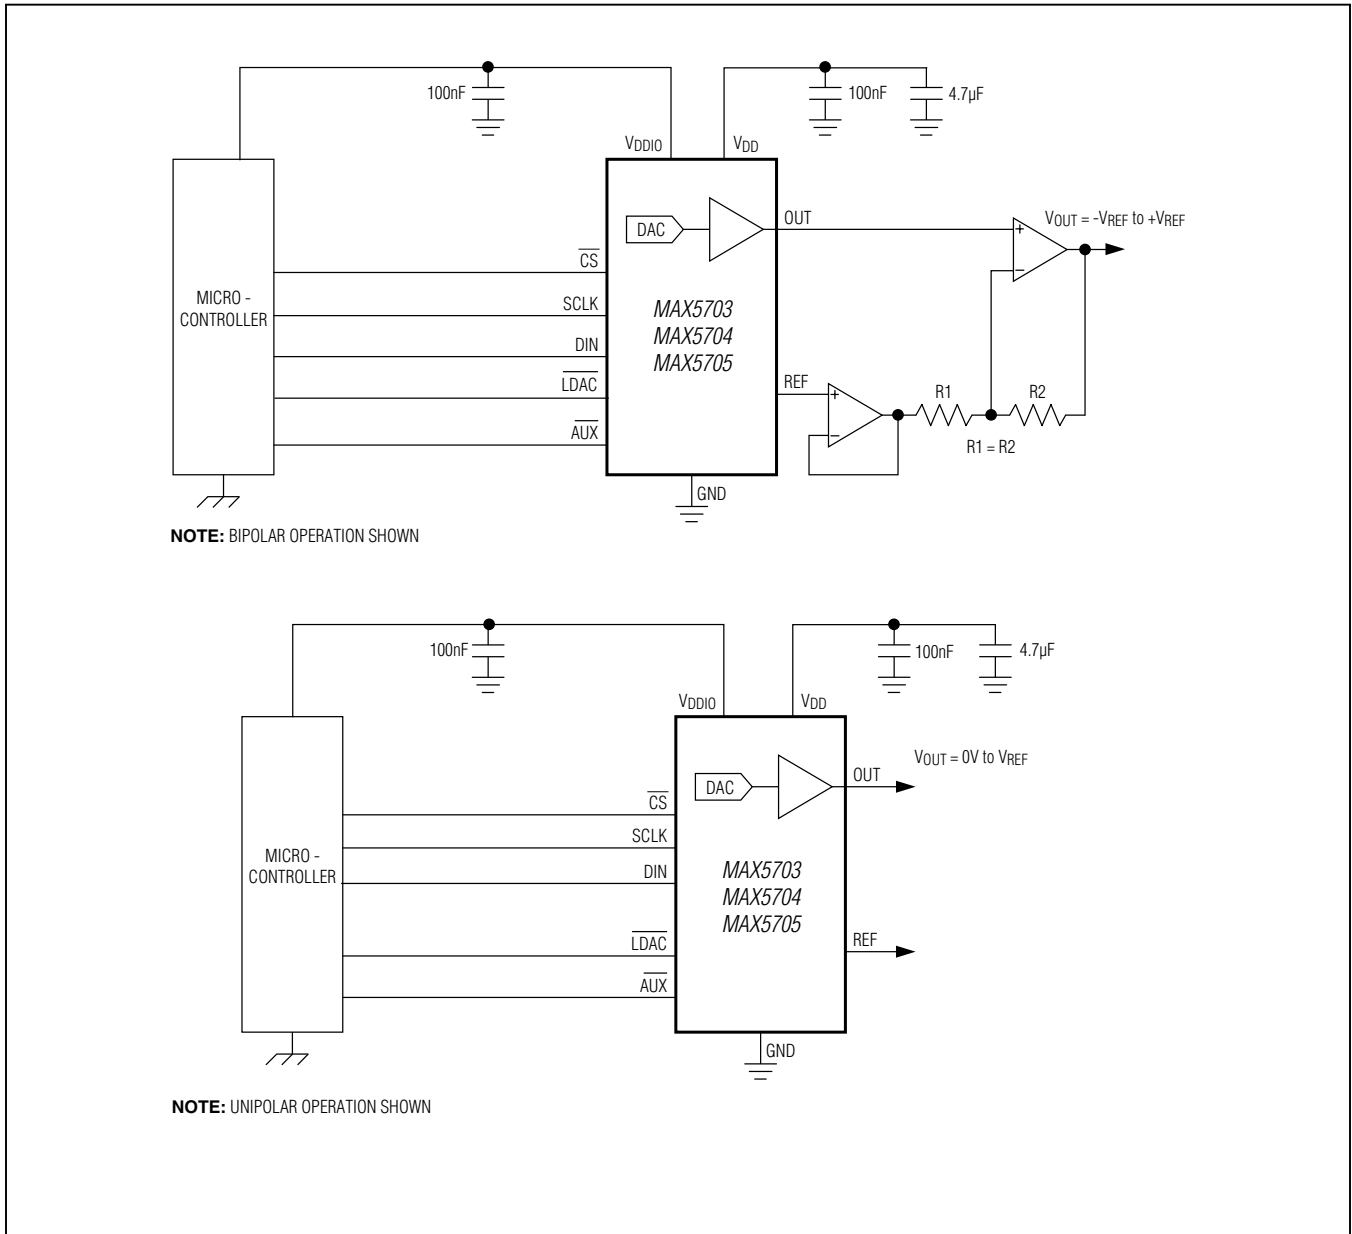 100nF
100nF
4.7µF
VDDIO
VDD
DAC
OUT
VOUT = -VREF to +VREF
+
−
CS
MICRO -
CONTROLLER
SCLK
MAX5703
MAX5704
MAX5705
DIN
LDAC
REF
+
−
R1
R2
R1 = R2
AUX
GND
NOTE: BIPOLAR OPERATION SHOWN
100nF
100nF
4.7µF
VDDIO
VDD
VOUT = 0V to VREF
DAC
OUT
CS
SCLK
MICRO -
CONTROLLER
DIN
MAX5703
MAX5704
MAX5705
LDAC
REF
AUX
GND
NOTE: UNIPOLAR OPERATION SHOWN